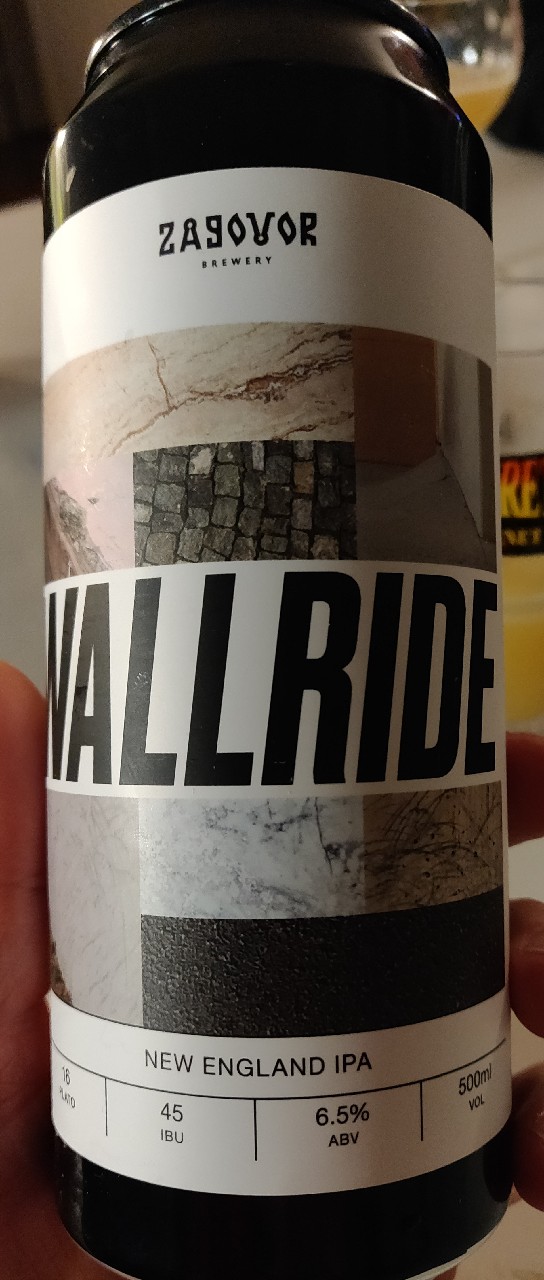 ZAGOVOR
BREWERY
WALLRIDE
NEW ENGLAND IPA
16
PLATO
45
IBU
6.5%
ABV
500ml
VOL